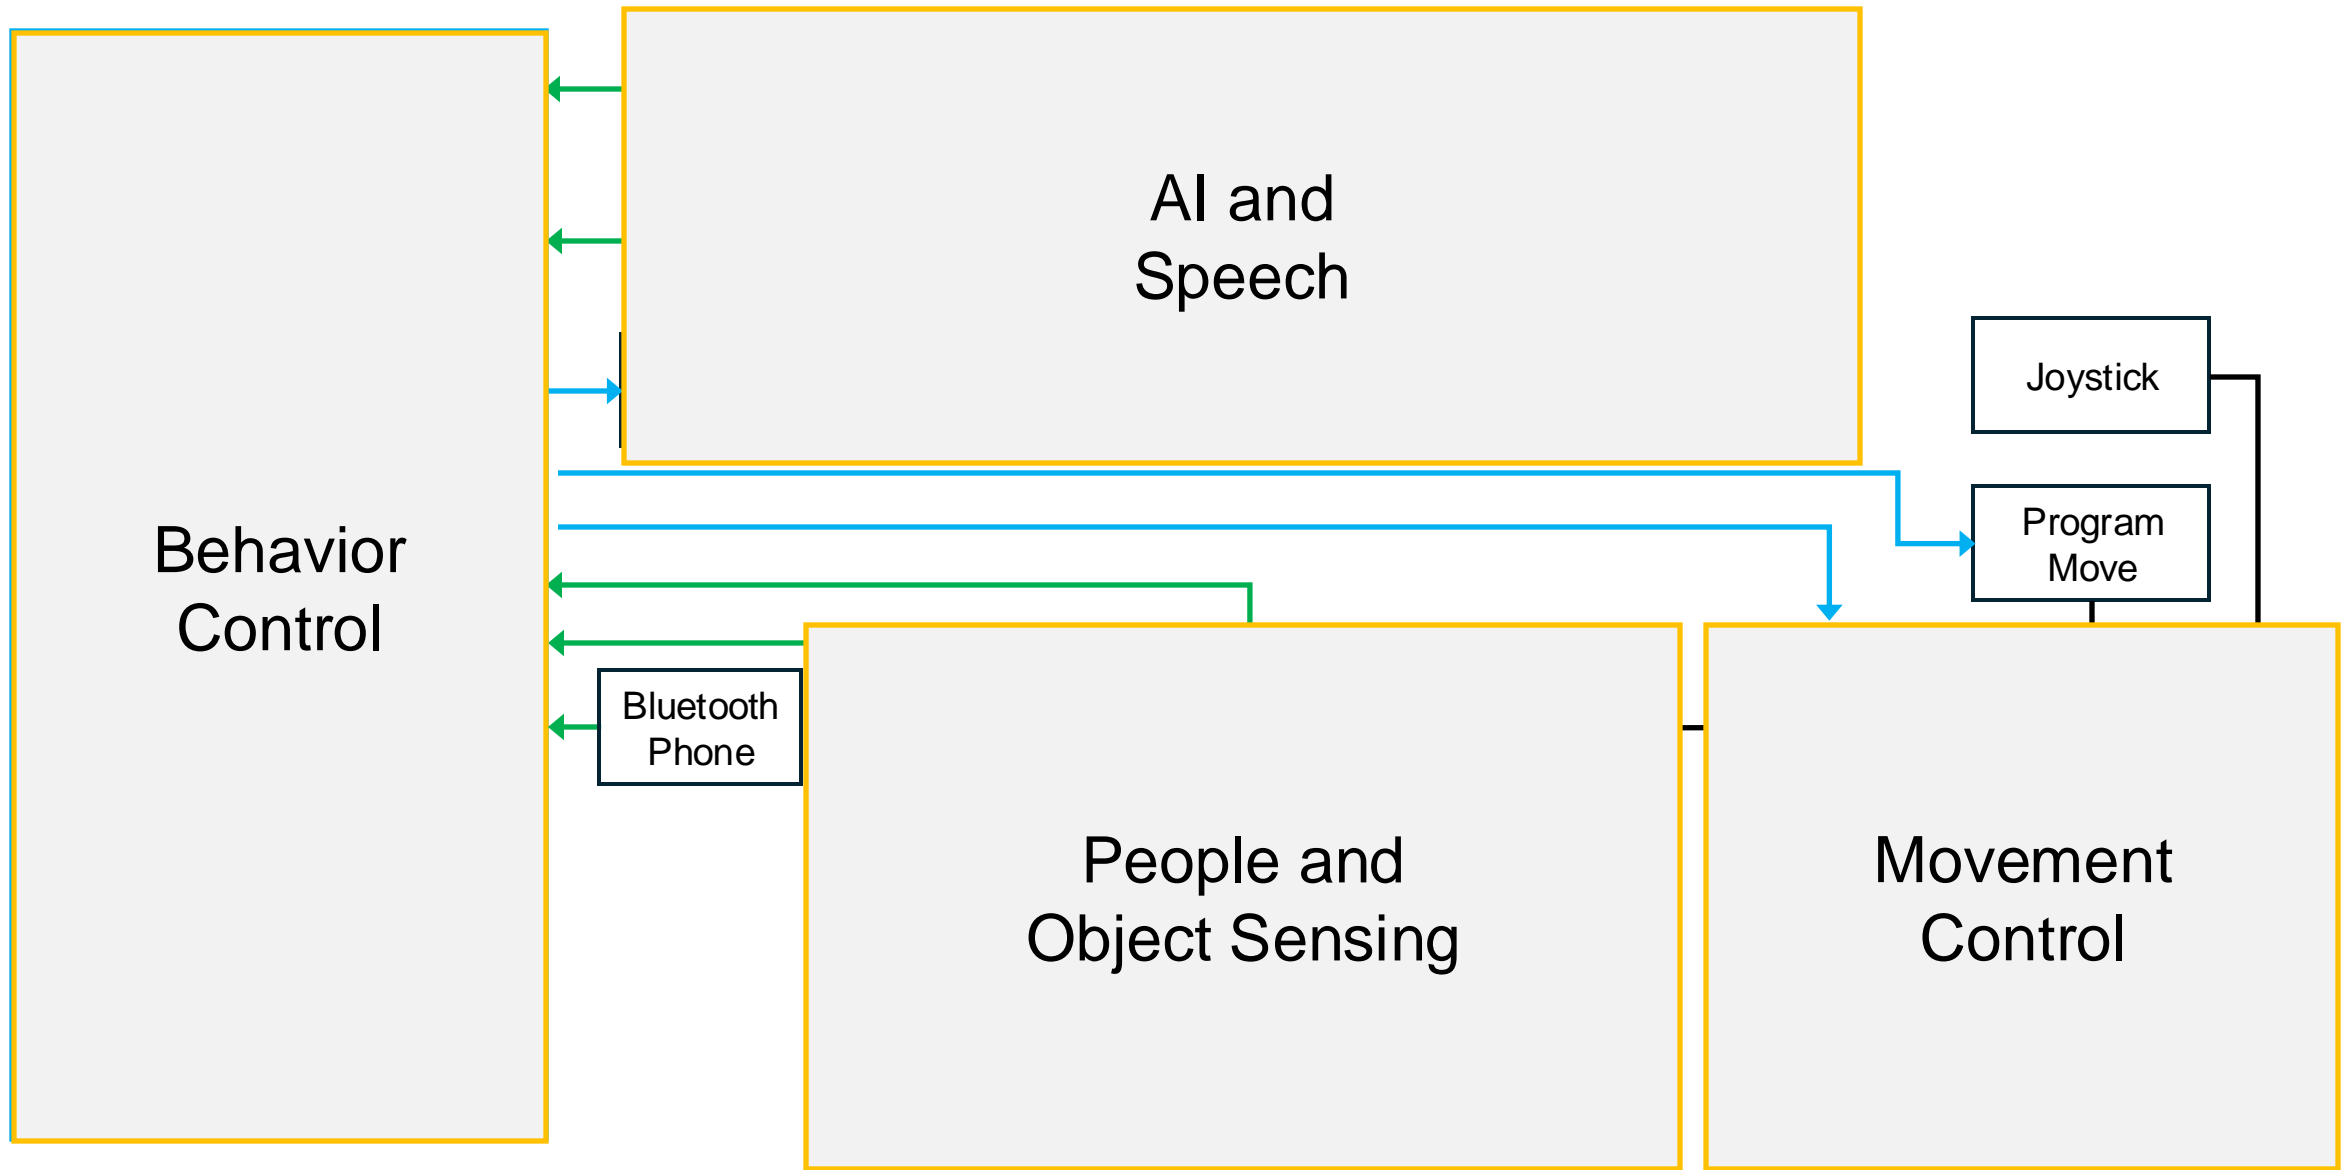 AI and
Speech
Joystick
Program
Move
Behavior
Control
Bluetooth
Phone
People and
Object Sensing
Movement
Control